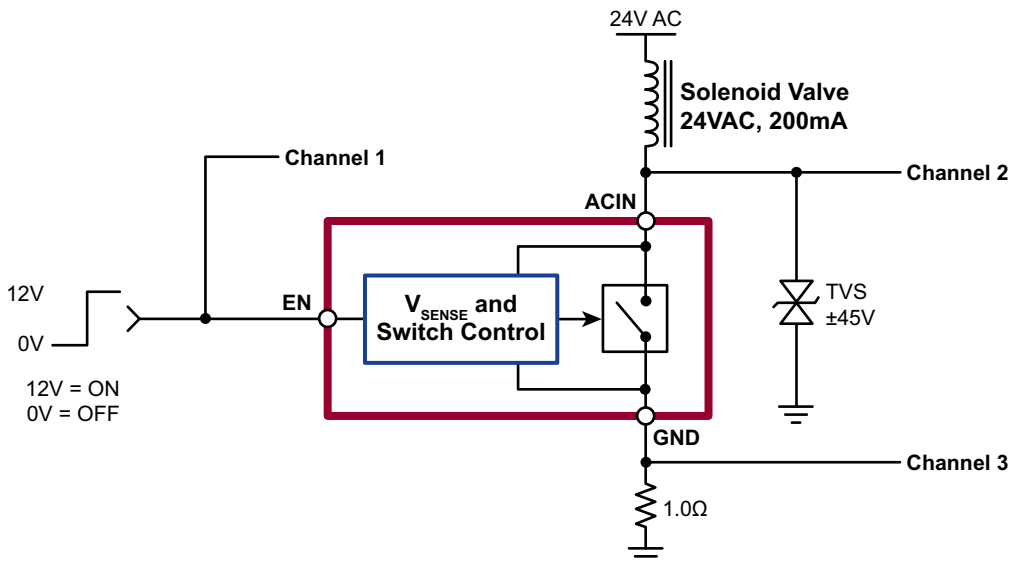 24V AC
Solenoid Valve
24VAC, 200mA
Channel 1
Channel 2
ACIN
12V
EN
VSENSE and
Switch Control
TVS
±45V
0V
12V = ON
0V = OFF
GND
Channel 3
1.0Ω